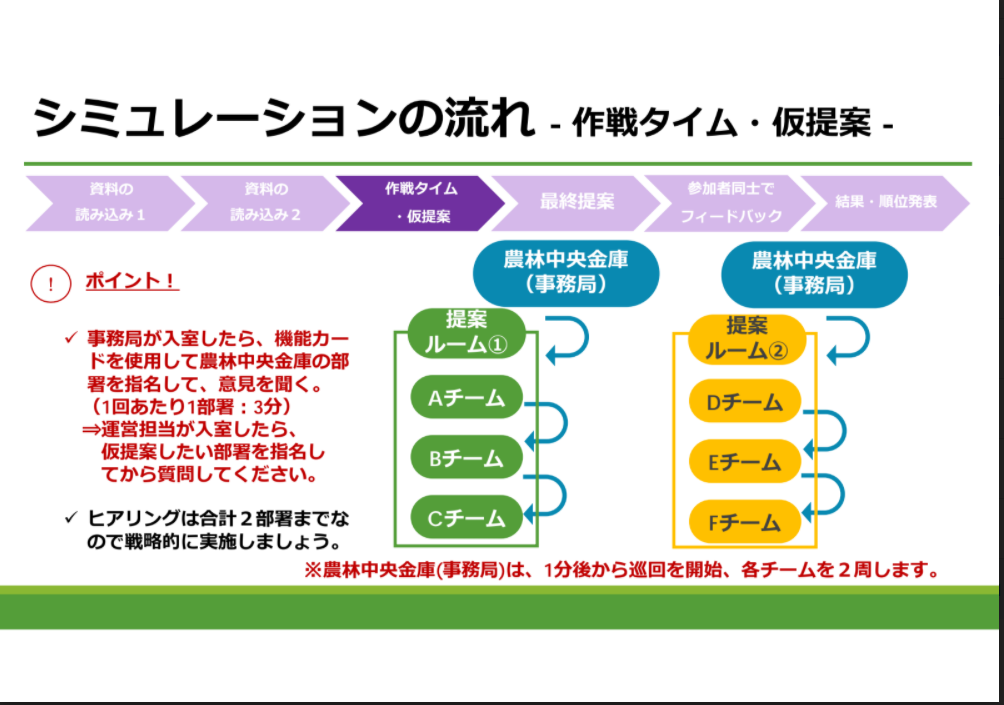 シミュレーションの流れ - 作戦タイム・仮提案 -
資料の
読み込み１
資料の
読み込み２
作戦タイム
・仮提案
最終提案
参加者同士で
フィードバック
結果・順位発表
！
ポイント！
✓ 事務局が入室したら、機能カー
ドを使用して農林中央金庫の部
署を指名して、意見を聞く。
（1回あたり1部署：3分）
⇒運営担当が入室したら、
仮提案したい部署を指名し
てから質問してください。
✓ ヒアリングは合計２部署までな
ので戦略的に実施しましょう。
農林中央金庫
（事務局）
提案
ルーム①
Aチーム
Bチーム
Cチーム
農林中央金庫
（事務局）
提案
ルーム②
Dチーム
Eチーム
Fチーム
※農林中央金庫(事務局)は、1分後から巡回を開始、各チームを２周します。